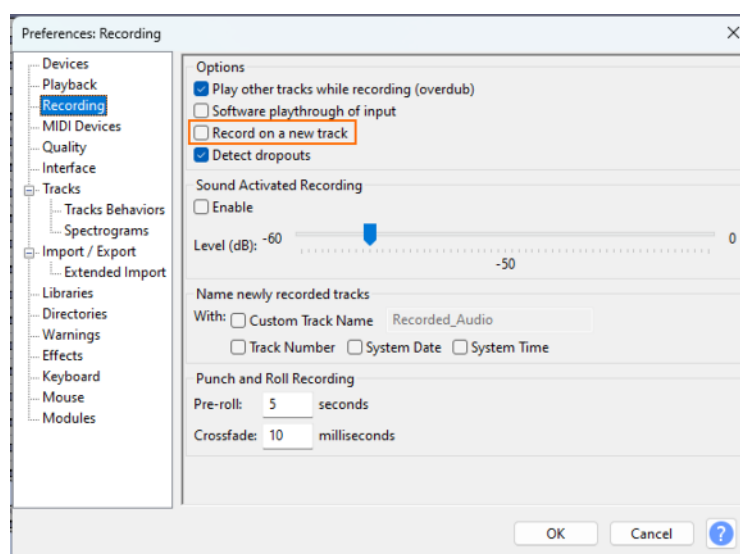 Preferences: Recording
Devices
Playback
Recording
MIDI Devices
Quality
Interface
Tracks
Tracks Behaviors
Spectrograms
Import / Export
Extended Import
Libraries
Directories
Warnings
Effects
Keyboard
Mouse
Modules
Options
Play other tracks while recording (overdub)
Software playthrough of input
Record on a new track
Detect dropouts
Sound Activated Recording
Enable
Level (dB): -60 0
-50
Name newly recorded tracks
With: Custom Track Name Recorded_Audio
Track Number System Date System Time
Punch and Roll Recording
Pre-roll: 5 seconds
Crossfade: 10 milliseconds
OK Cancel ?